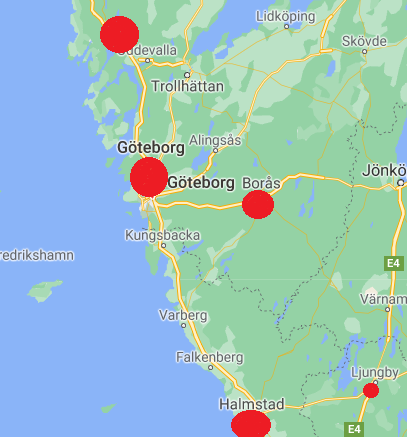 Lidköping
Skövde
Uddevalla
Trollhättan
Alingsås
Göteborg
Göteborg
Borås
Jönkö
Kungsbacka
redrikshamn
E4
Varberg
Värnam
Falkenberg
Ljungby
Halmstad
E4